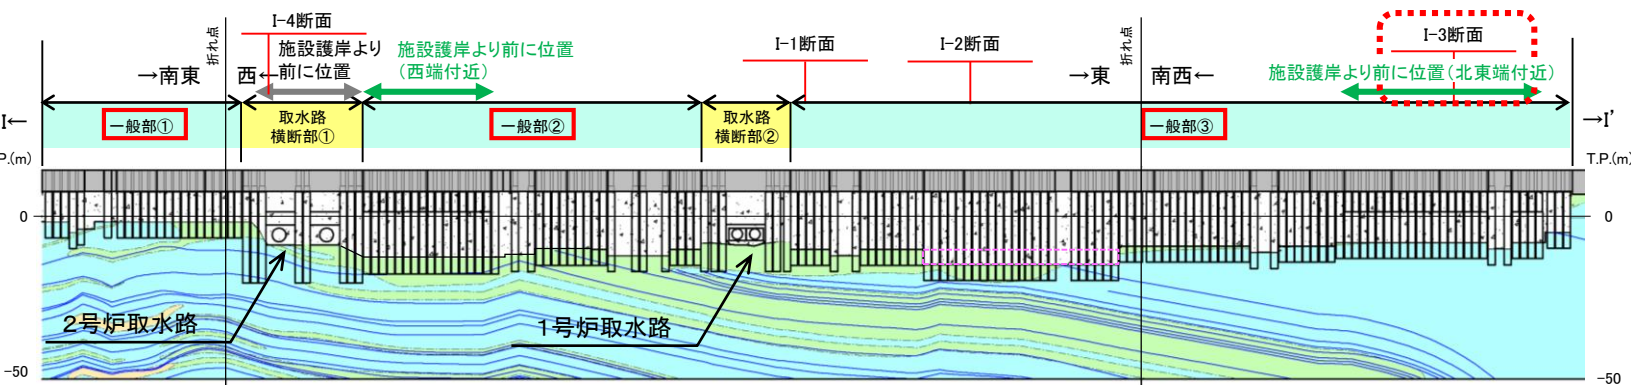 I-4断面
折れ点
施設護岸より
前に位置
施設護岸より前に位置
(西端付近)
I-1断面
I-2断面
折れ点
I-3断面
→南東
西←
→東
南西←
施設護岸より前に位置(北東端付近)
I←
一般部①
取水路
横断部①
一般部②
取水路
横断部②
一般部③
→I'
P.(m)
T.P.(m)
0
0
2号炉取水路
1号炉取水路
-50
-50